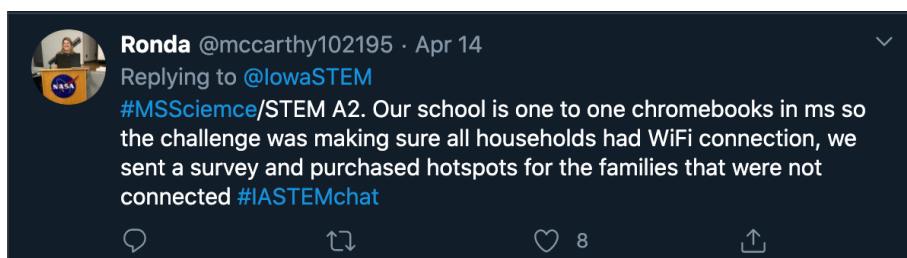 Ronda @mccarthy102195 · Apr 14
Replying to @IowaSTEM
#MSSciemce/STEM A2. Our school is one to one chromebooks in ms so
the challenge was making sure all households had WiFi connection, we
sent a survey and purchased hotspots for the families that were not
connected #IASTEMchat
8
NASA